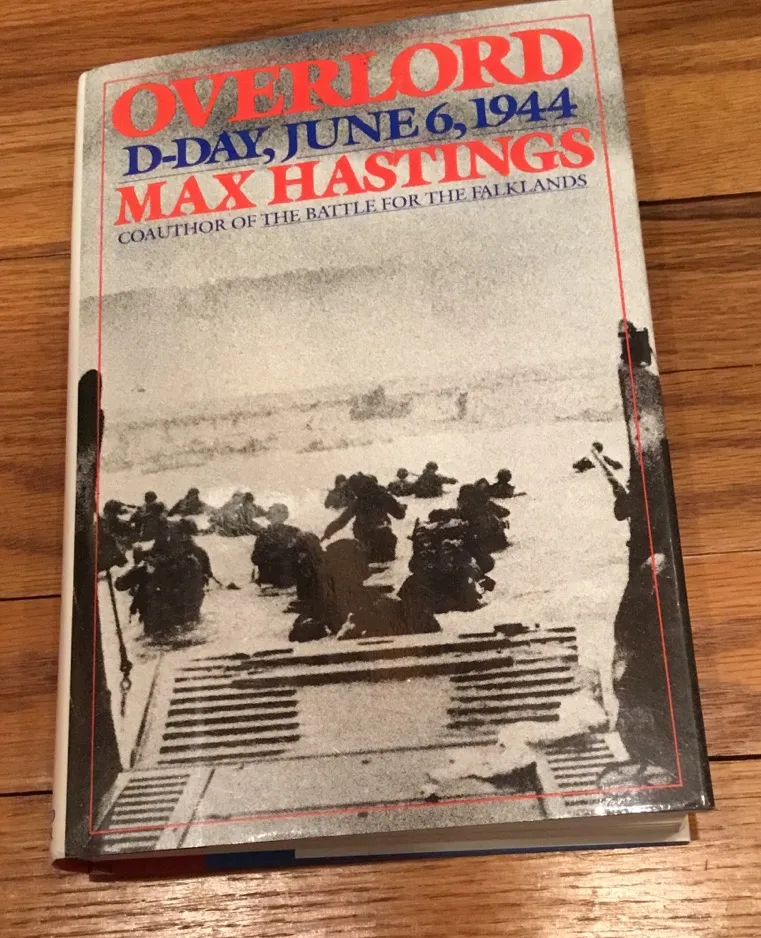 OVERLORD
D-DAY, JUNE 6, 1944
MAX HASTINGS
COAUTHOR OF THE BATTLE FOR THE FALKLANDS